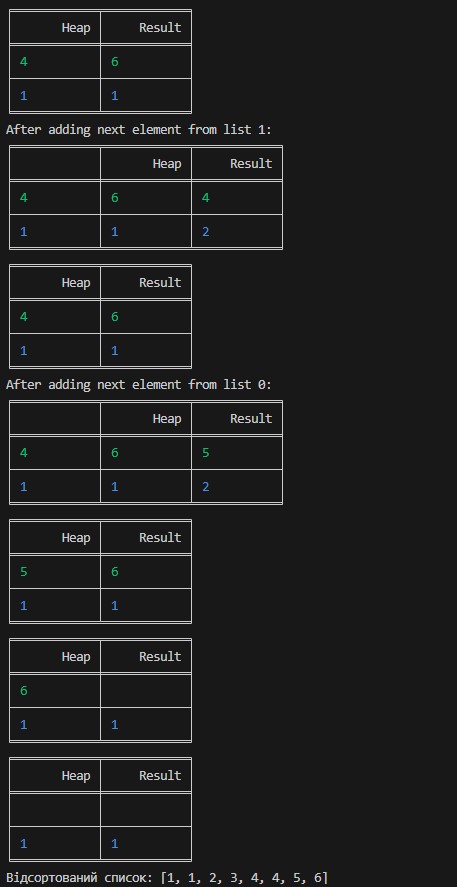 Heap Result
4 6
1 1
After adding next element from list 1:
Heap Result
4 6 4
1 1 2
Heap Result
4 6
1 1
After adding next element from list 0:
Heap Result
4 6 5
1 1 2
Heap Result
5 6
1 1
Heap Result
6
1 1
Heap Result
1 1
Відсортований список: [1, 1, 2, 3, 4, 4, 5, 6]